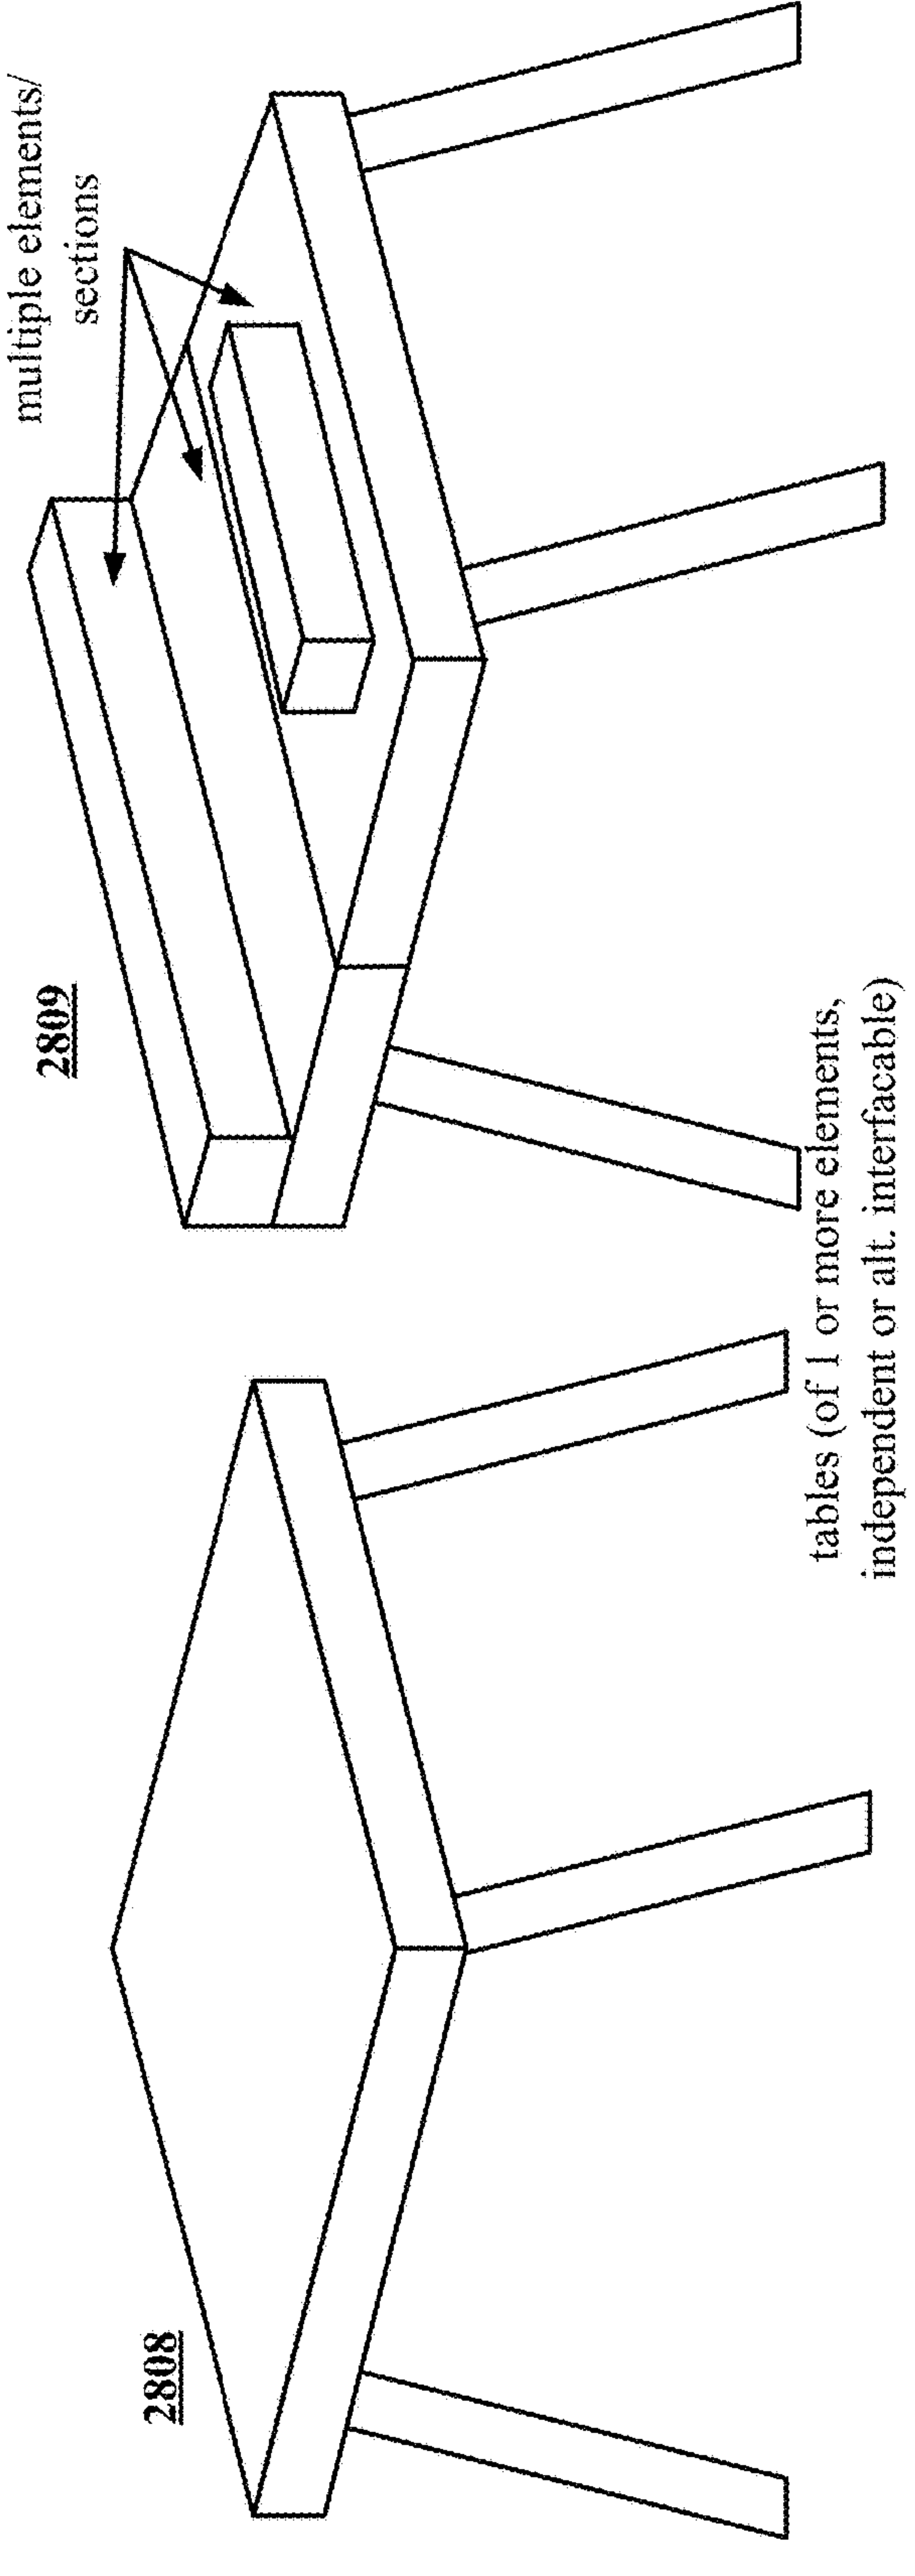 2808
2809
multiple elements/
sections
tables (of 1 or more elements,
independent or alt. interfacable)